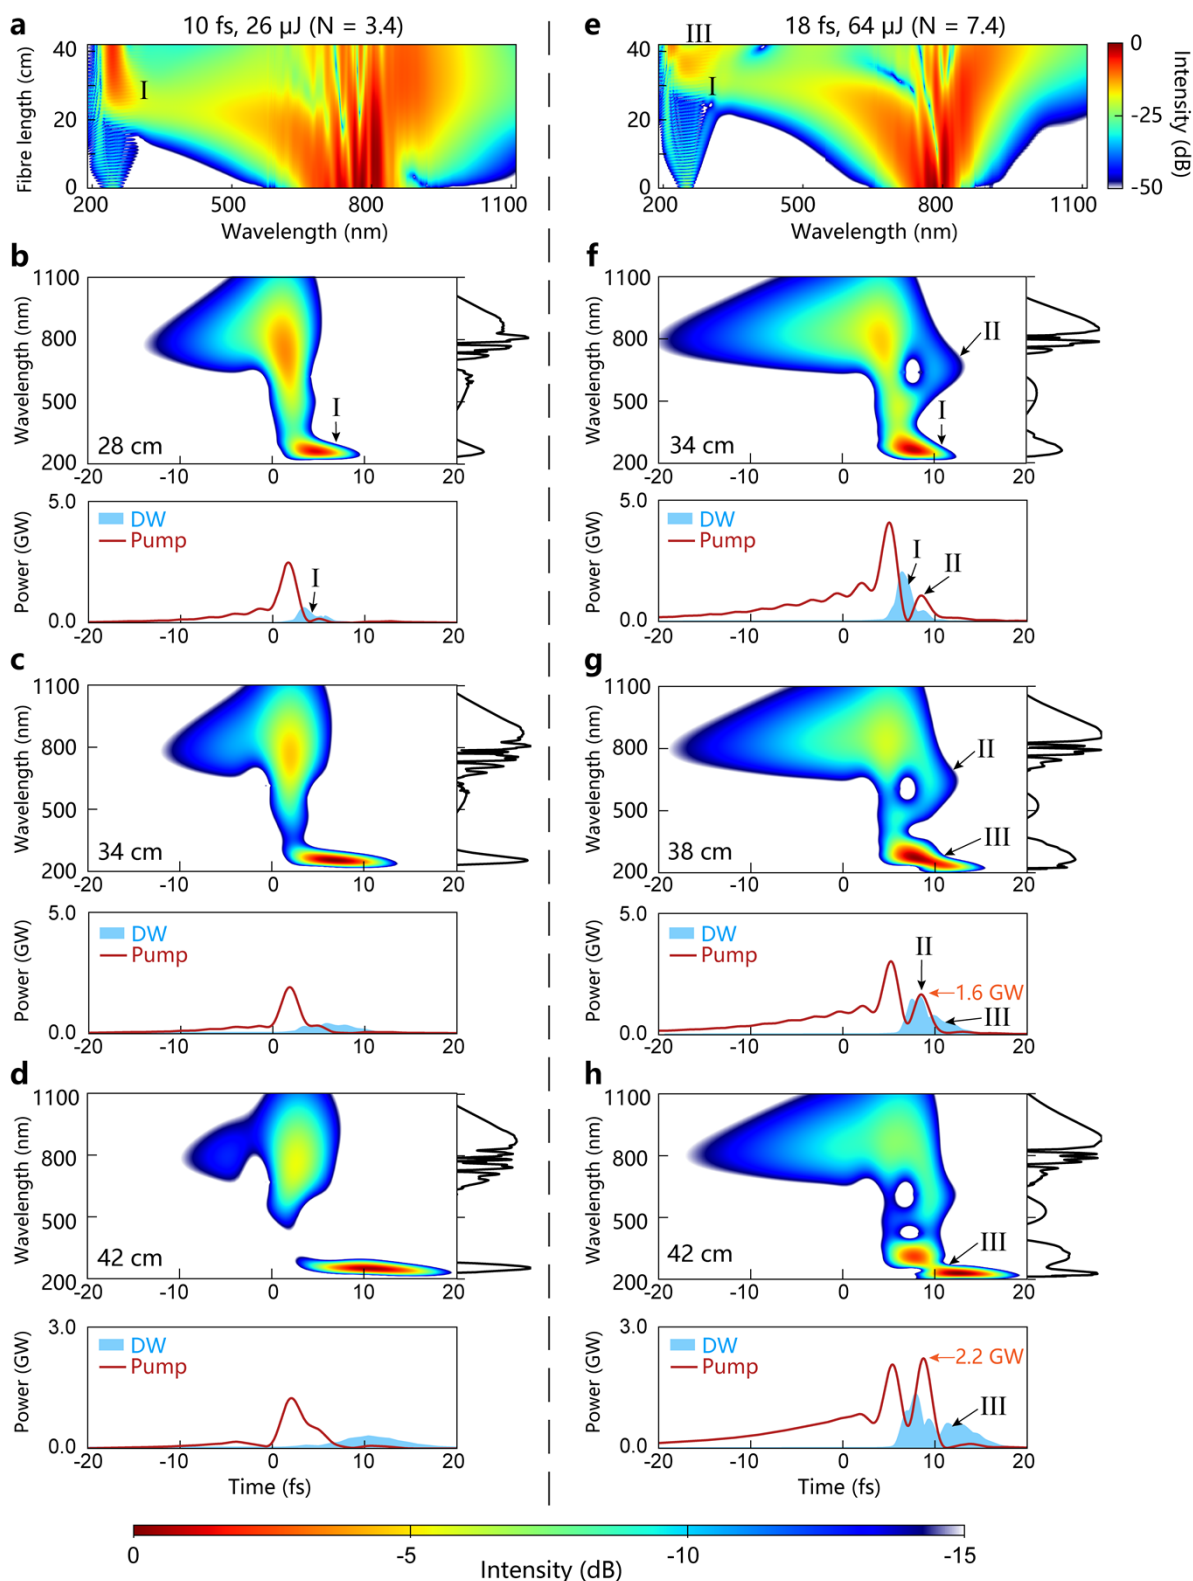 a
10 fs, 26 μJ (N = 3.4)
Fibre length (cm)
40
20
0
I
200
500
800
1100
Wavelength (nm)
e
18 fs, 64 μJ (N = 7.4)
40
20
0
III
I
200
500
800
1100
Wavelength (nm)
0
-25
-50
Intensity (dB)
b
Wavelength (nm)
1100
800
500
200
I
28 cm
-20
-10
0
10
20
Power (GW)
5.0
0.0
DW
Pump
I
-20
-10
0
10
20
f
Wavelength (nm)
1100
800
500
200
II
I
34 cm
-20
-10
0
10
20
Power (GW)
5.0
0.0
DW
Pump
I
II
-20
-10
0
10
20
c
Wavelength (nm)
1100
800
500
200
34 cm
-20
-10
0
10
20
Power (GW)
5.0
0.0
DW
Pump
-20
-10
0
10
20
g
Wavelength (nm)
1100
800
500
200
II
III
38 cm
-20
-10
0
10
20
Power (GW)
5.0
0.0
DW
Pump
II
1.6 GW
III
-20
-10
0
10
20
d
Wavelength (nm)
1100
800
500
200
42 cm
-20
-10
0
10
20
Power (GW)
3.0
0.0
DW
Pump
-20
-10
0
10
20
Time (fs)
h
Wavelength (nm)
1100
800
500
200
III
42 cm
-20
-10
0
10
20
Power (GW)
3.0
0.0
DW
Pump
2.2 GW
III
-20
-10
0
10
20
Time (fs)
0
-5
-10
-15
Intensity (dB)